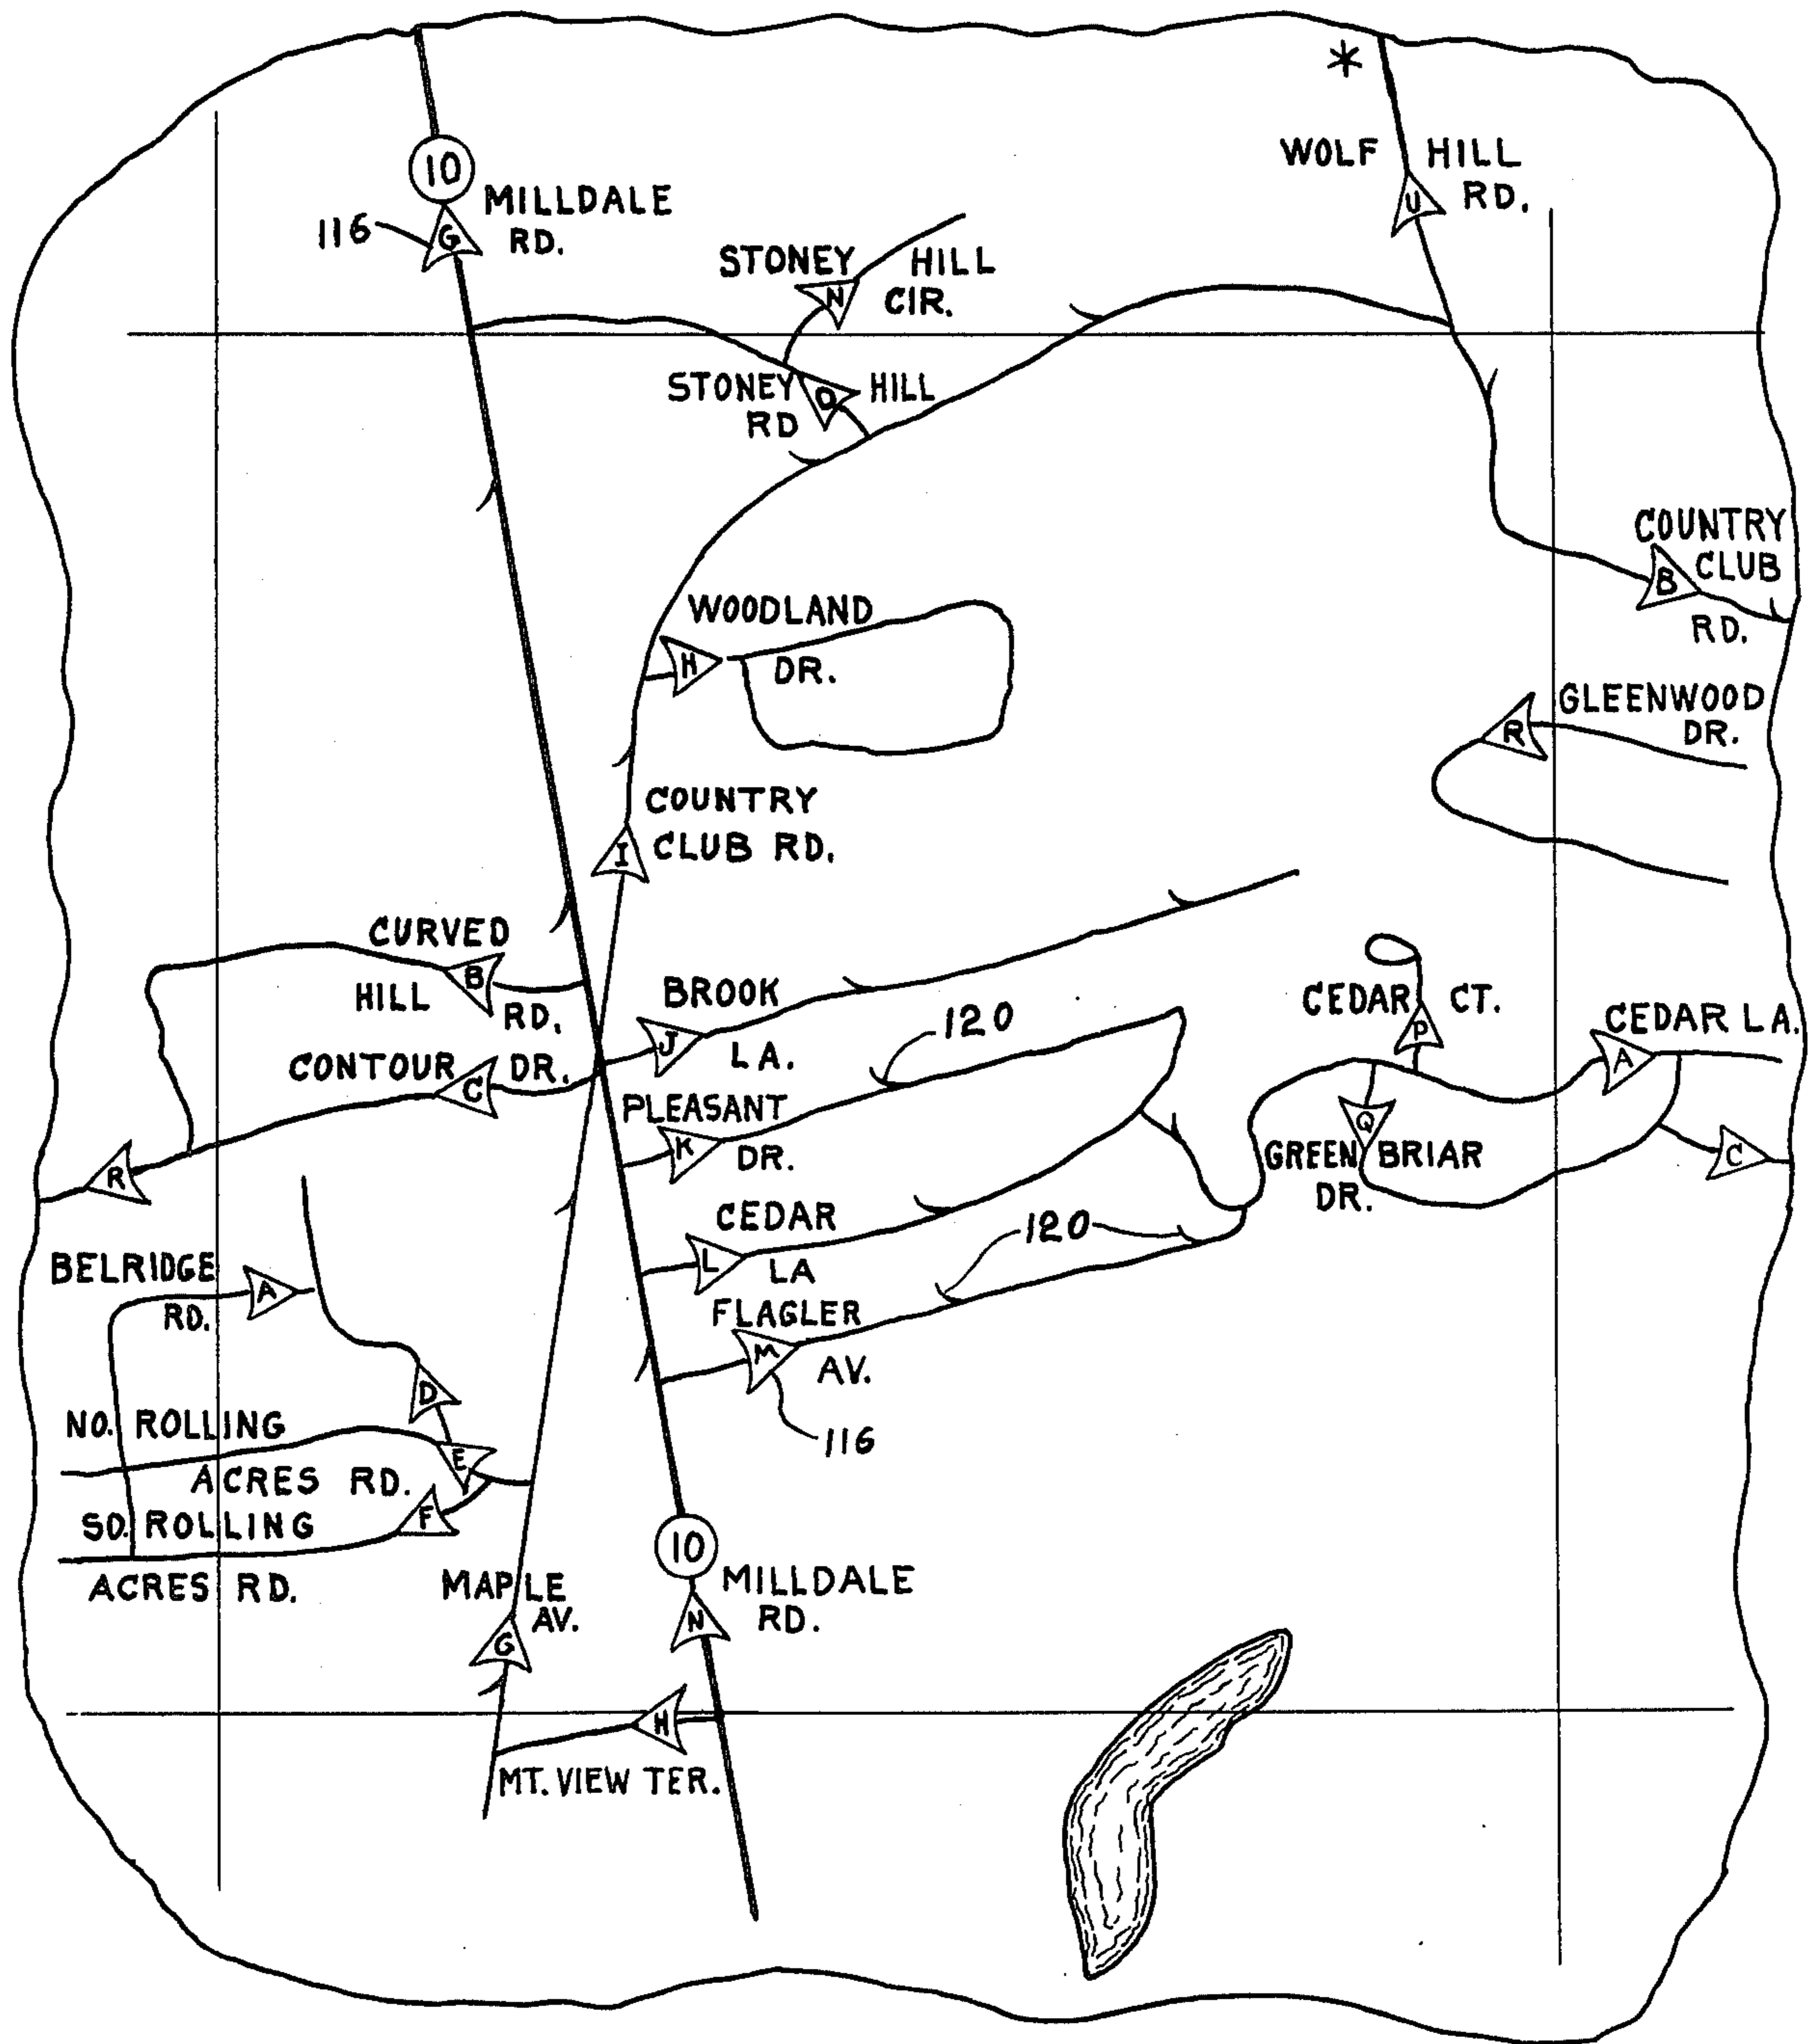 *
WOLF HILL
RD.
U
10
MILLDALE
RD.
116
G
STONEY HILL
CIR.
N
STONEY HILL
RD
O
COUNTRY
CLUB
RD.
B
WOODLAND
DR.
H
GLEENWOOD
DR.
R
COUNTRY
CLUB RD.
I
CURVED
HILL RD.
B
BROOK
LA.
J
120
CEDAR CT.
P
CEDAR LA.
A
CONTOUR DR.
C
PLEASANT
DR.
K
R
Q
GREEN BRIAR
DR.
C
CEDAR
LA
L
120
BELRIDGE
RD.
A
FLAGLER
AV.
M
116
D
NO. ROLLING
ACRES RD.
E
SO. ROLLING
ACRES RD.
F
10
MILLDALE
RD.
N
MAPLE
AV.
G
H
MT. VIEW TER.